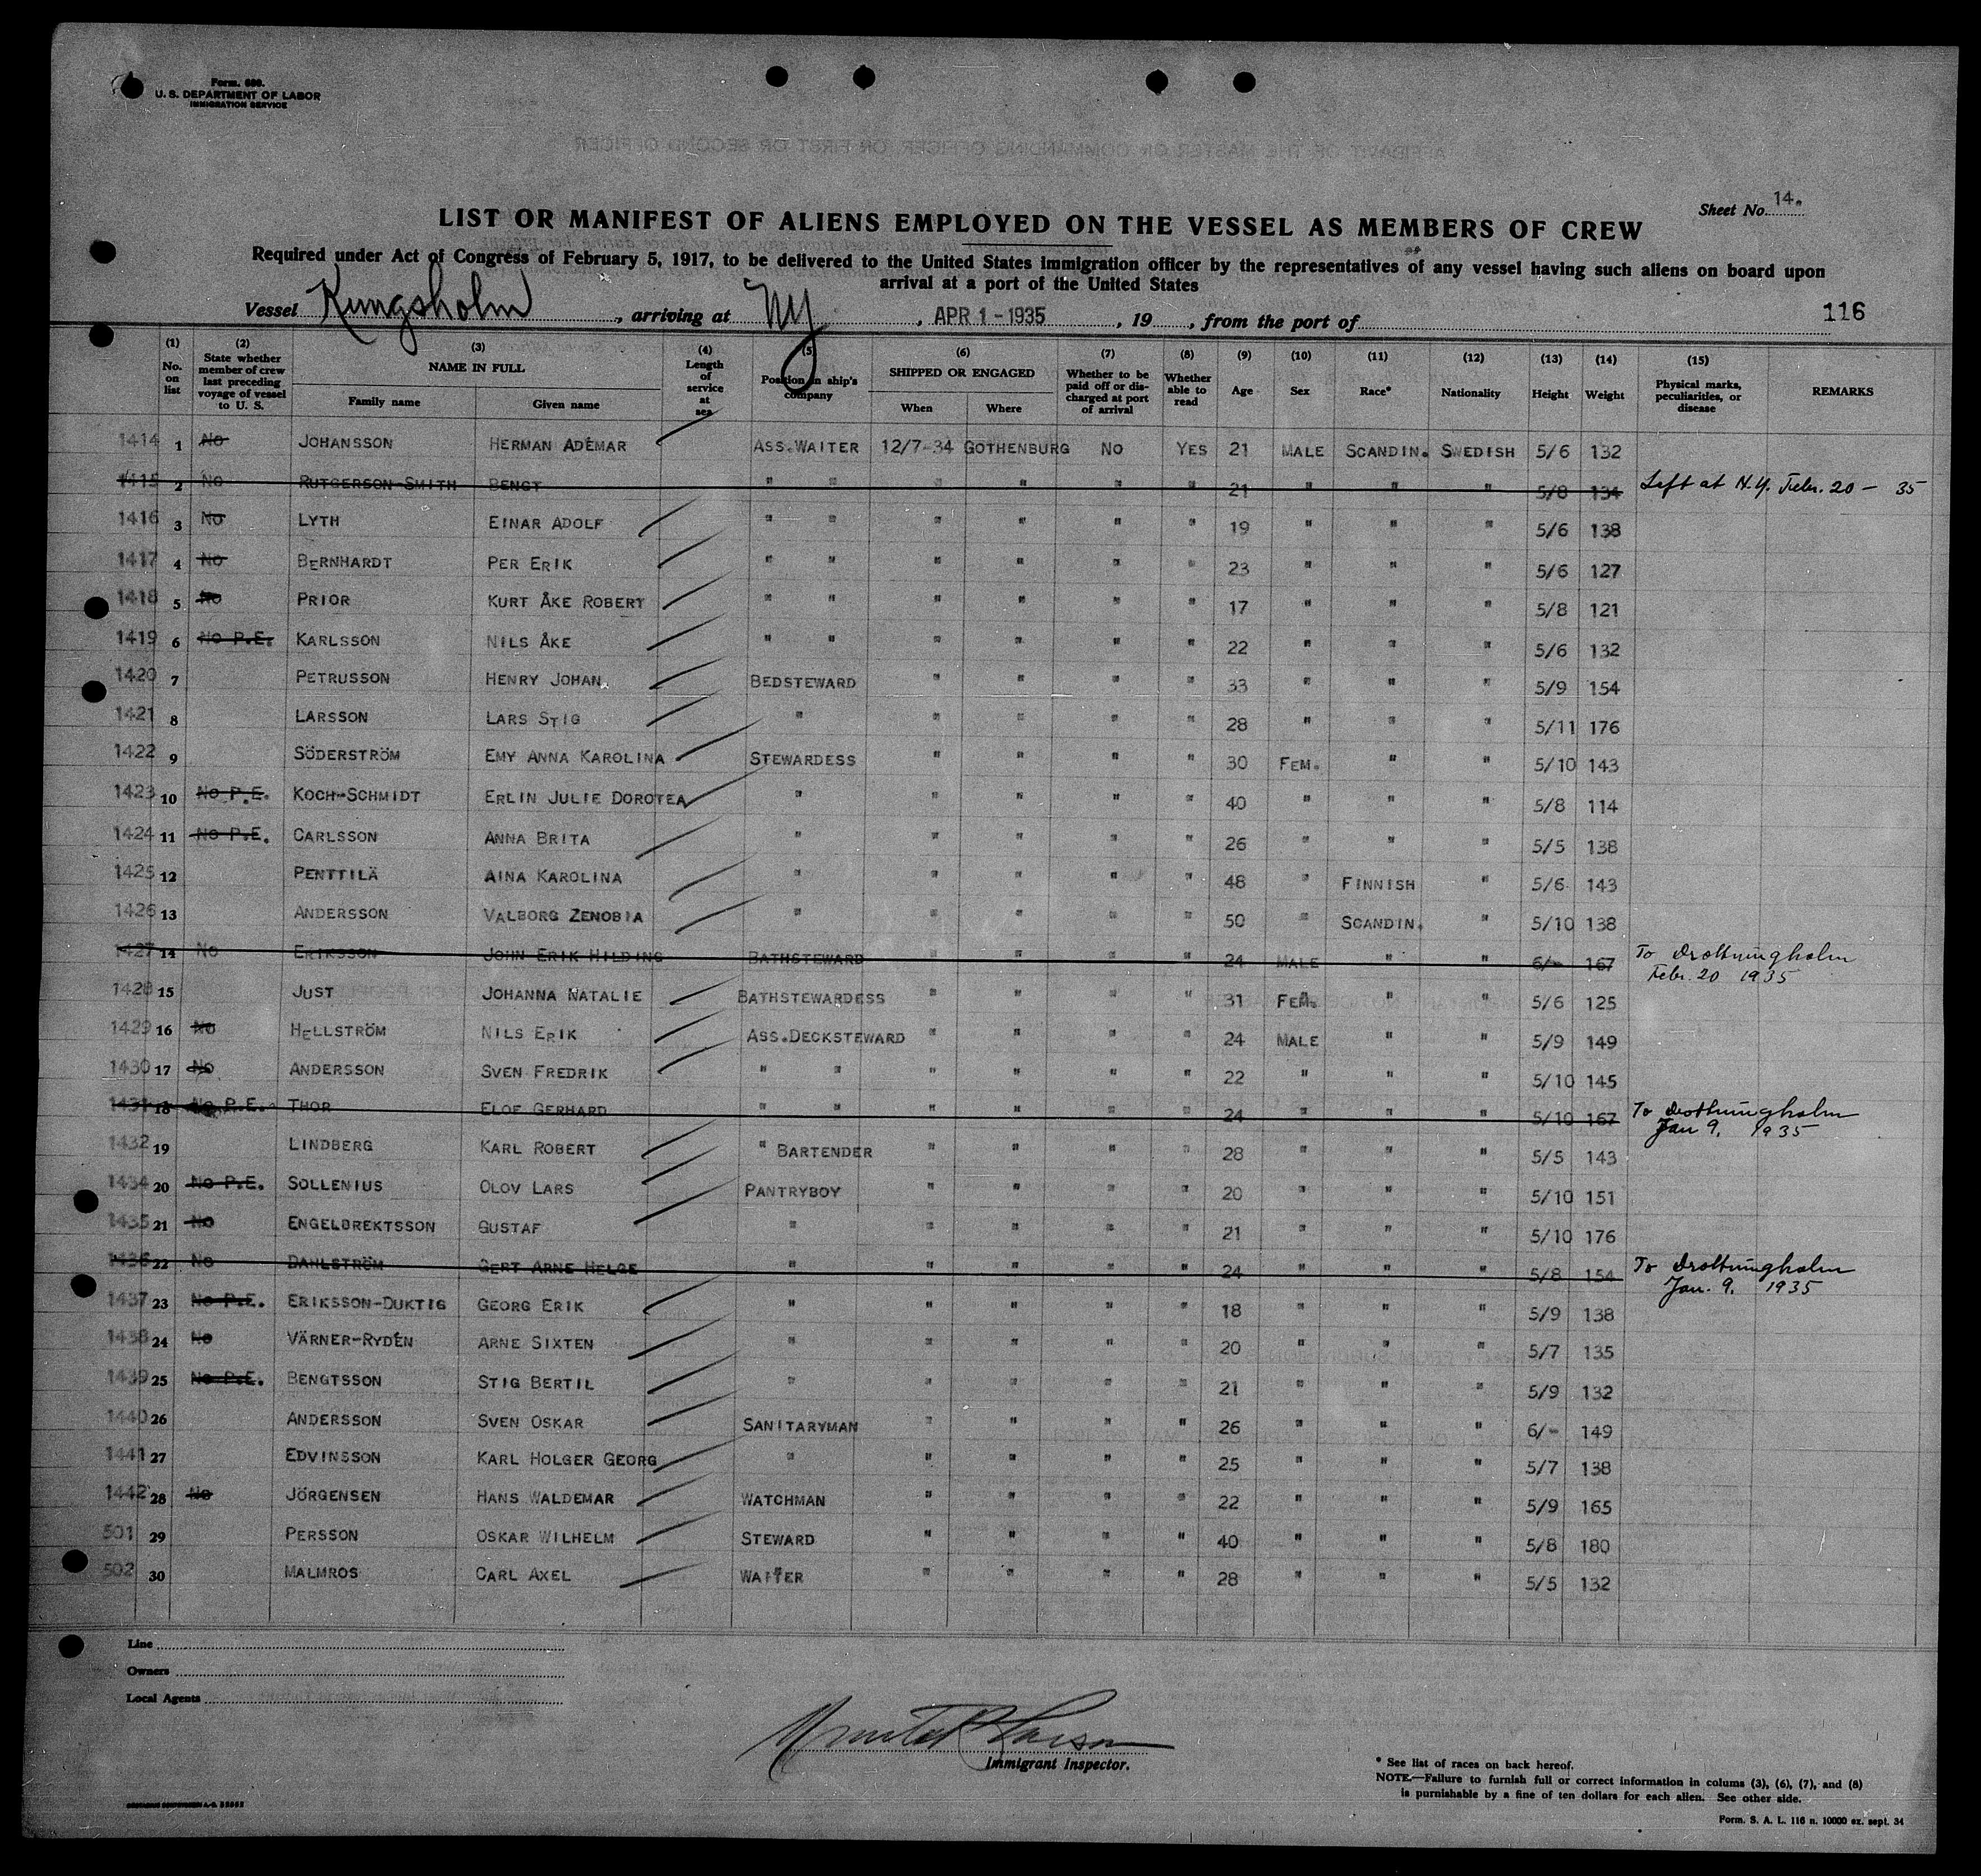 Form. 689.
U. S. DEPARTMENT OF LABOR
IMMIGRATION SERVICE
Sheet No. 14.
LIST OR MANIFEST OF ALIENS EMPLOYED ON THE VESSEL AS MEMBERS OF CREW
Required under Act of Congress of February 5, 1917, to be delivered to the United States immigration officer by the representatives of any vessel having such aliens on board upon
arrival at a port of the United States
Vessel Kungsholm, arriving at NY, APR 1-1935, 19, from the port of
116
(1) No. on list (2) State whether member of crew last preceding voyage of vessel to U. S. (3) NAME IN FULL Family name Given name (4) Length of service at sea (5) Position in ship's company (6) SHIPPED OR ENGAGED When Where (7) Whether to be paid off or discharged at port of arrival (8) Whether able to read (9) Age (10) Sex (11) Race* (12) Nationality (13) Height (14) Weight (15) Physical marks, peculiarities, or disease REMARKS
1414 1 No JOHANSSON HERMAN ADEMAR ASS.WAITER 12/7-34 GOTHENBURG NO YES 21 MALE SCANDIN. SWEDISH 5/6 132
1415 2 No RUTGERSON-SMITH BENGT " " " " " " 21 " " " 5/8 134 Left at N.Y. Febr. 20 - 35
1416 3 No LYTH EINAR ADOLF " " " " " " 19 " " " 5/6 138
1417 4 No BERNHARDT PER ERIK " " " " " " 23 " " " 5/6 127
1418 5 No PRIOR KURT ÅKE ROBERT " " " " " " 17 " " " 5/8 121
1419 6 No P.E. KARLSSON NILS ÅKE " " " " " " 22 " " " 5/6 132
1420 7 PETRUSSON HENRY JOHAN BEDSTEWARD " " " " 33 " " " 5/9 154
1421 8 LARSSON LARS STIG " " " " " 28 " " " 5/11 176
1422 9 SÖDERSTRÖM EMY ANNA KAROLINA STEWARDESS " " " " 30 FEM. " " 5/10 143
1423 10 No P.E. KOCH-SCHMIDT ERLIN JULIE DOROTEA " " " " " 40 " " " 5/8 114
1424 11 No P.E. CARLSSON ANNA BRITA " " " " " 26 " " " 5/5 138
1425 12 PENTTILÄ AINA KAROLINA " " " " " 48 " FINNISH " 5/6 143
1426 13 ANDERSSON VALBORG ZENOBIA " " " " " 50 " SCANDIN. " 5/10 138
1427 14 No ERIKSSON JOHN ERIK HILDING BATHSTEWARD " " " " 24 MALE " " 6/- 167 To Drottningholm
Febr. 20 1935
1428 15 JUST JOHANNA NATALIE BATHSTEWARDESS " " " " 31 FEM. " " 5/6 125
1429 16 No HELLSTRÖM NILS ERIK ASS.DECKSTEWARD " " " " 24 MALE " " 5/9 149
1430 17 No ANDERSSON SVEN FREDRIK " " " " " " 22 " " " 5/10 145
1431 18 No P.E. THOR ELOF GERHARD " " " " " " 24 " " " 5/10 167 To Drottningholm
Jan 9. 1935
1432 19 LINDBERG KARL ROBERT " BARTENDER " " " " 28 " " " 5/5 143
1434 20 No P.E. SOLLENIUS OLOV LARS PANTRYBOY " " " " 20 " " " 5/10 151
1435 21 No ENGELBREKTSSON GUSTAF " " " " " 21 " " " 5/10 176
1436 22 No DAHLSTRÖM GERT ARNE HELGE " " " " " 24 " " " 5/8 154 To Drottningholm
Jan. 9. 1935
1437 23 No P.E. ERIKSSON-DUKTIG GEORG ERIK " " " " " 18 " " " 5/9 138
1438 24 No VÄRNER-RYDÉN ARNE SIXTEN " " " " " 20 " " " 5/7 135
1439 25 No P.E. BENGTSSON STIG BERTIL " " " " " 21 " " " 5/9 132
1440 26 ANDERSSON SVEN OSKAR SANITARYMAN " " " " 26 " " " 6/- 149
1441 27 EDVINSSON KARL HOLGER GEORG " " " " " 25 " " " 5/7 138
1442 28 No JÖRGENSEN HANS WALDEMAR WATCHMAN " " " " 22 " " " 5/9 165
501 29 PERSSON OSKAR WILHELM STEWARD " " " " 40 " " " 5/8 180
502 30 MALMROS CARL AXEL WAITER " " " " 28 " " " 5/5 132
Line
Owners
Local Agents
Immigrant Inspector.
* See list of races on back hereof.
NOTE.—Failure to furnish full or correct information in colums (3), (6), (7), and (8)
is purnishable by a fine of ten dollars for each alien. See other side.
Form. S. A. L. 116 n. 10000 ex. sept. 34